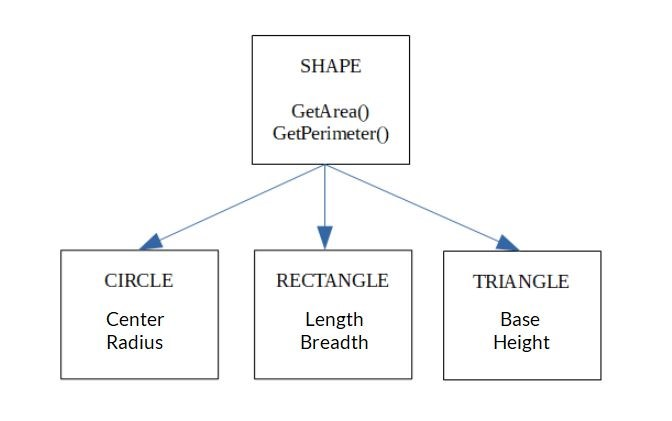 SHAPE
GetArea()
GetPerimeter()
CIRCLE
Center
Radius
RECTANGLE
Length
Breadth
TRIANGLE
Base
Height